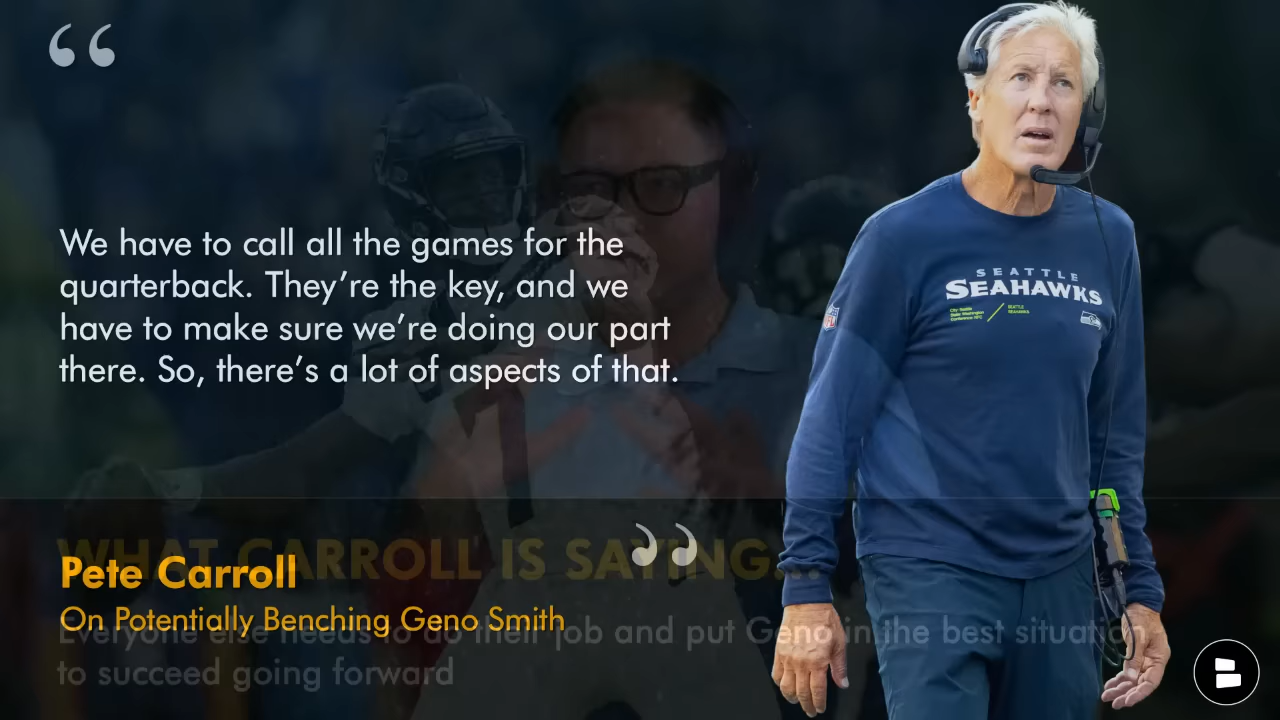 “
We have to call all the games for the
quarterback. They’re the key, and we
have to make sure we’re doing our part
there. So, there’s a lot of aspects of that.
”
SEATTLE
SEAHAWKS
WHAT CARROLL IS SAYING...
Pete Carroll
On Potentially Benching Geno Smith
Everyone else needs to do their job and put Geno in the best situation
to succeed going forward